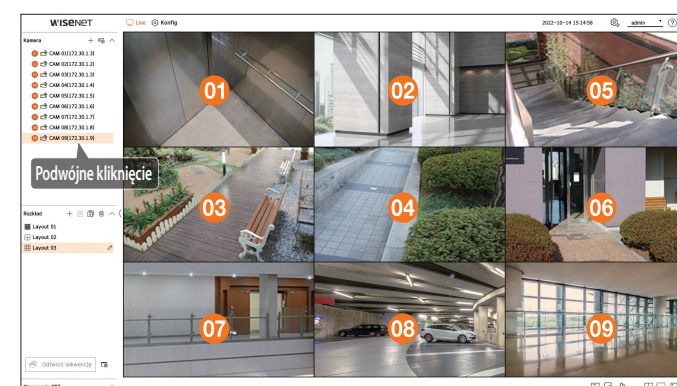 WISENET
Live Konfig
2022-10-14 15:14:58
admin
Kamera
CAM 01(172.30.1.3)
CAM 02(172.30.1.2)
CAM 03(172.30.1.3)
CAM 04(172.30.1.4)
CAM 05(172.30.1.5)
CAM 06(172.30.1.6)
CAM 07(172.30.1.7)
CAM 08(172.30.1.8)
CAM 09(172.30.1.9)
Podwójne kliknięcie
Rozkład
Layout 01
Layout 02
Layout 03
Odtwórz sekwencję
01
02
05
03
04
06
07
08
09